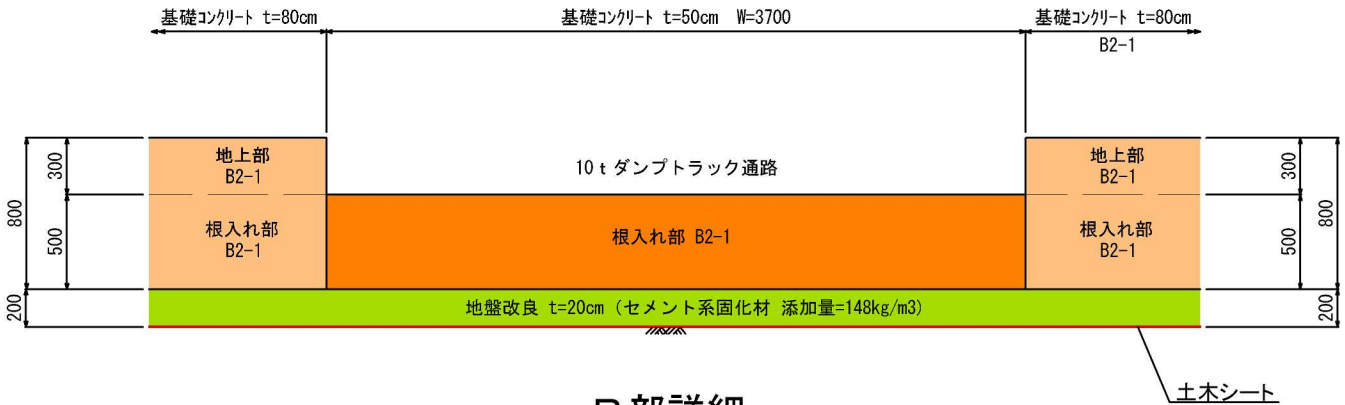 基礎コンクリート t=80cm
基礎コンクリート t=50cm W=3700
基礎コンクリート t=80cm
B2-1
地上部
B2-1
10tダンプトラック通路
地上部
B2-1
300
800
500
根入れ部
B2-1
根入れ部 B2-1
根入れ部
B2-1
300
800
500
200
地盤改良 t=20cm (セメント系固化材 添加量=148kg/m3)
200
土木シート